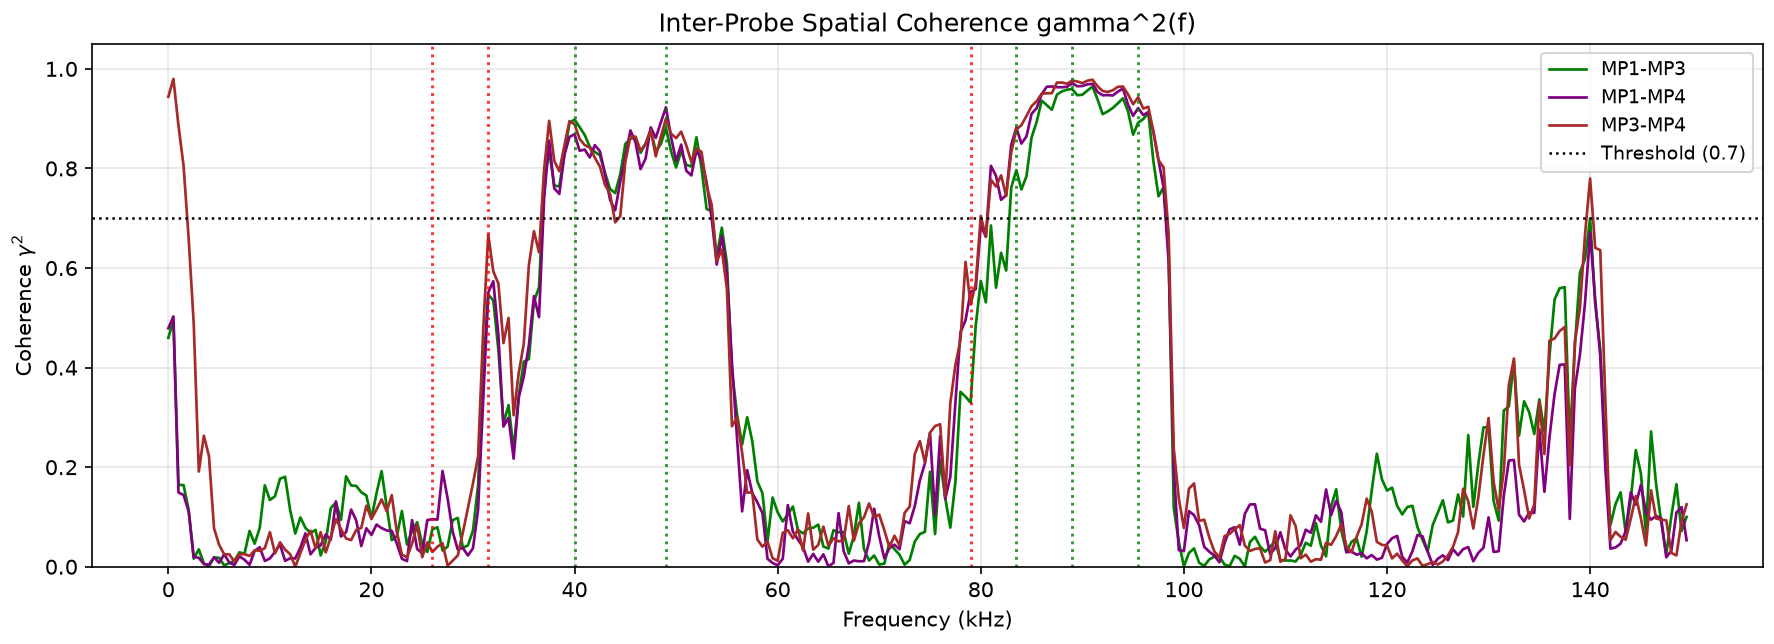 Inter-Probe Spatial Coherence gamma^2(f)
MP1-MP3
MP1-MP4
MP3-MP4
Threshold (0.7)
1.0
0.8
0.6
0.4
0.2
0.0
Coherence γ²
0 20 40 60 80 100 120 140
Frequency (kHz)